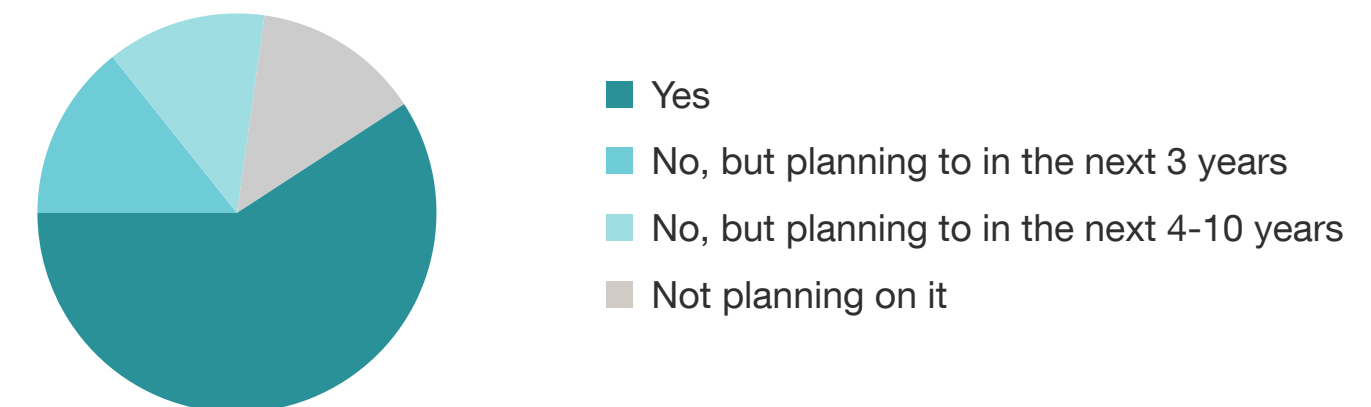 Yes
No, but planning to in the next 3 years
No, but planning to in the next 4-10 years
Not planning on it